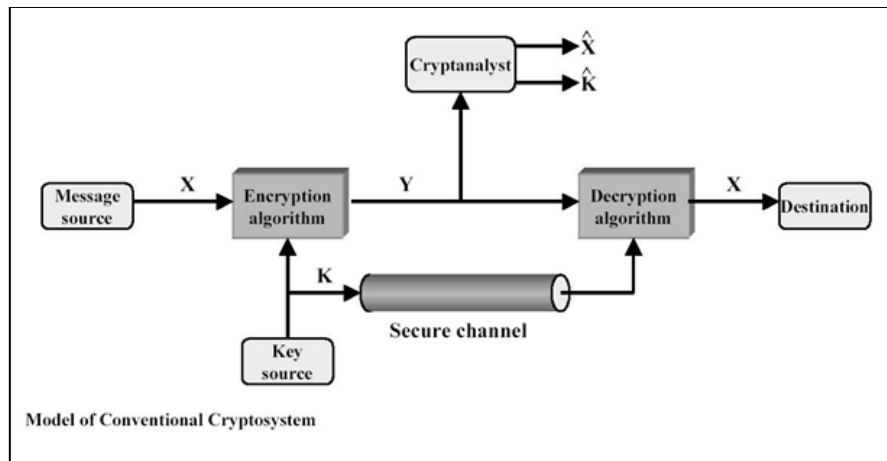 X̂
Cryptanalyst
K̂
X
Y
X
Message
source
Encryption
algorithm
Decryption
algorithm
Destination
K
Secure channel
Key
source
Model of Conventional Cryptosystem